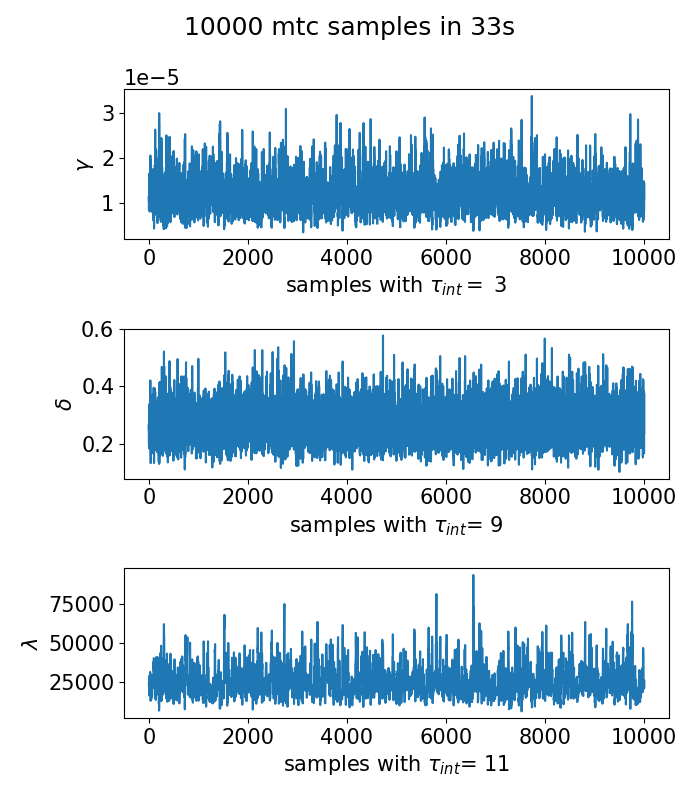 10000 mtc samples in 33s
1e−5
3
2
1
γ
0 2000 4000 6000 8000 10000
samples with τ_int = 3
0.6
0.4
0.2
δ
0 2000 4000 6000 8000 10000
samples with τ_int= 9
75000
50000
25000
λ
0 2000 4000 6000 8000 10000
samples with τ_int= 11